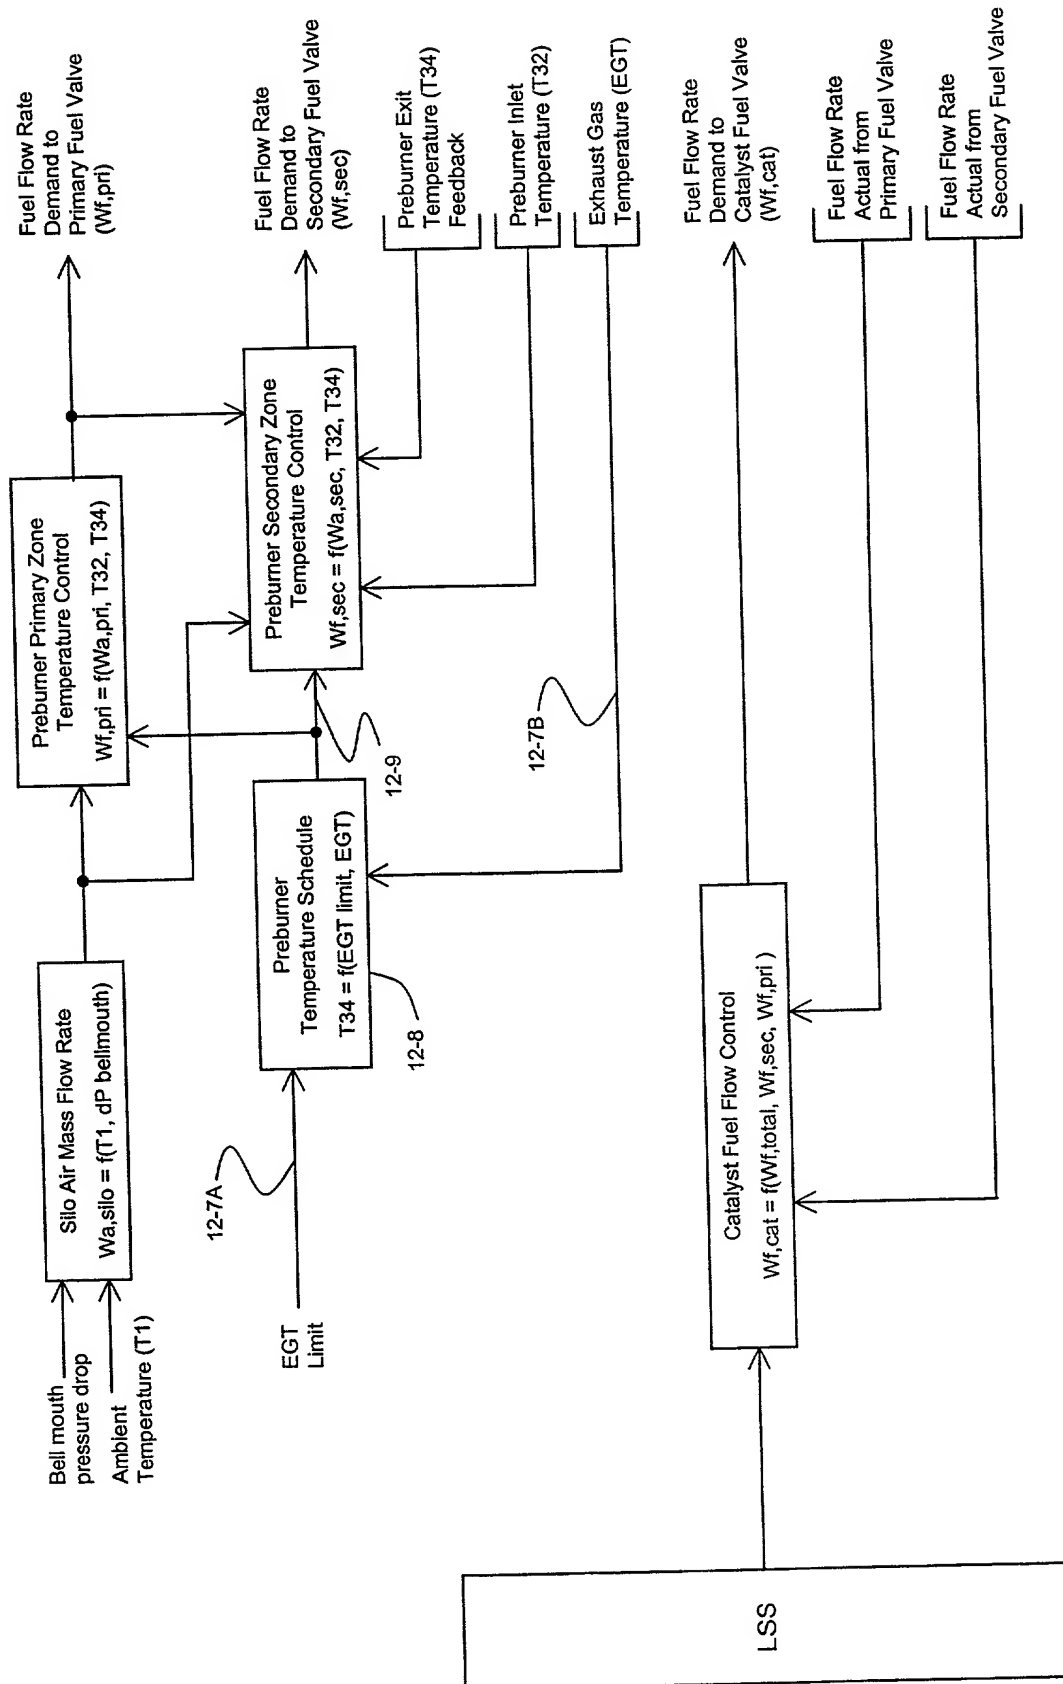 Bell mouth
pressure drop
Ambient
Temperature (T1)
Silo Air Mass Flow Rate
Wa,silo = f(T1, dP bellmouth)
Preburner Primary Zone
Temperature Control
Wf,pri = f(Wa,pri, T32, T34)
Fuel Flow Rate
Demand to
Primary Fuel Valve
(Wf,pri)
EGT
Limit
12-7A
Preburner
Temperature Schedule
T34 = f(EGT limit, EGT)
12-8
12-9
Preburner Secondary Zone
Temperature Control
Wf,sec = f(Wa,sec, T32, T34)
Fuel Flow Rate
Demand to
Secondary Fuel Valve
(Wf,sec)
Preburner Exit
Temperature (T34)
Feedback
Preburner Inlet
Temperature (T32)
12-7B
Exhaust Gas
Temperature (EGT)
LSS
Catalyst Fuel Flow Control
Wf,cat = f(Wf,total, Wf,sec, Wf,pri )
Fuel Flow Rate
Demand to
Catalyst Fuel Valve
(Wf,cat)
Fuel Flow Rate
Actual from
Primary Fuel Valve
Fuel Flow Rate
Actual from
Secondary Fuel Valve